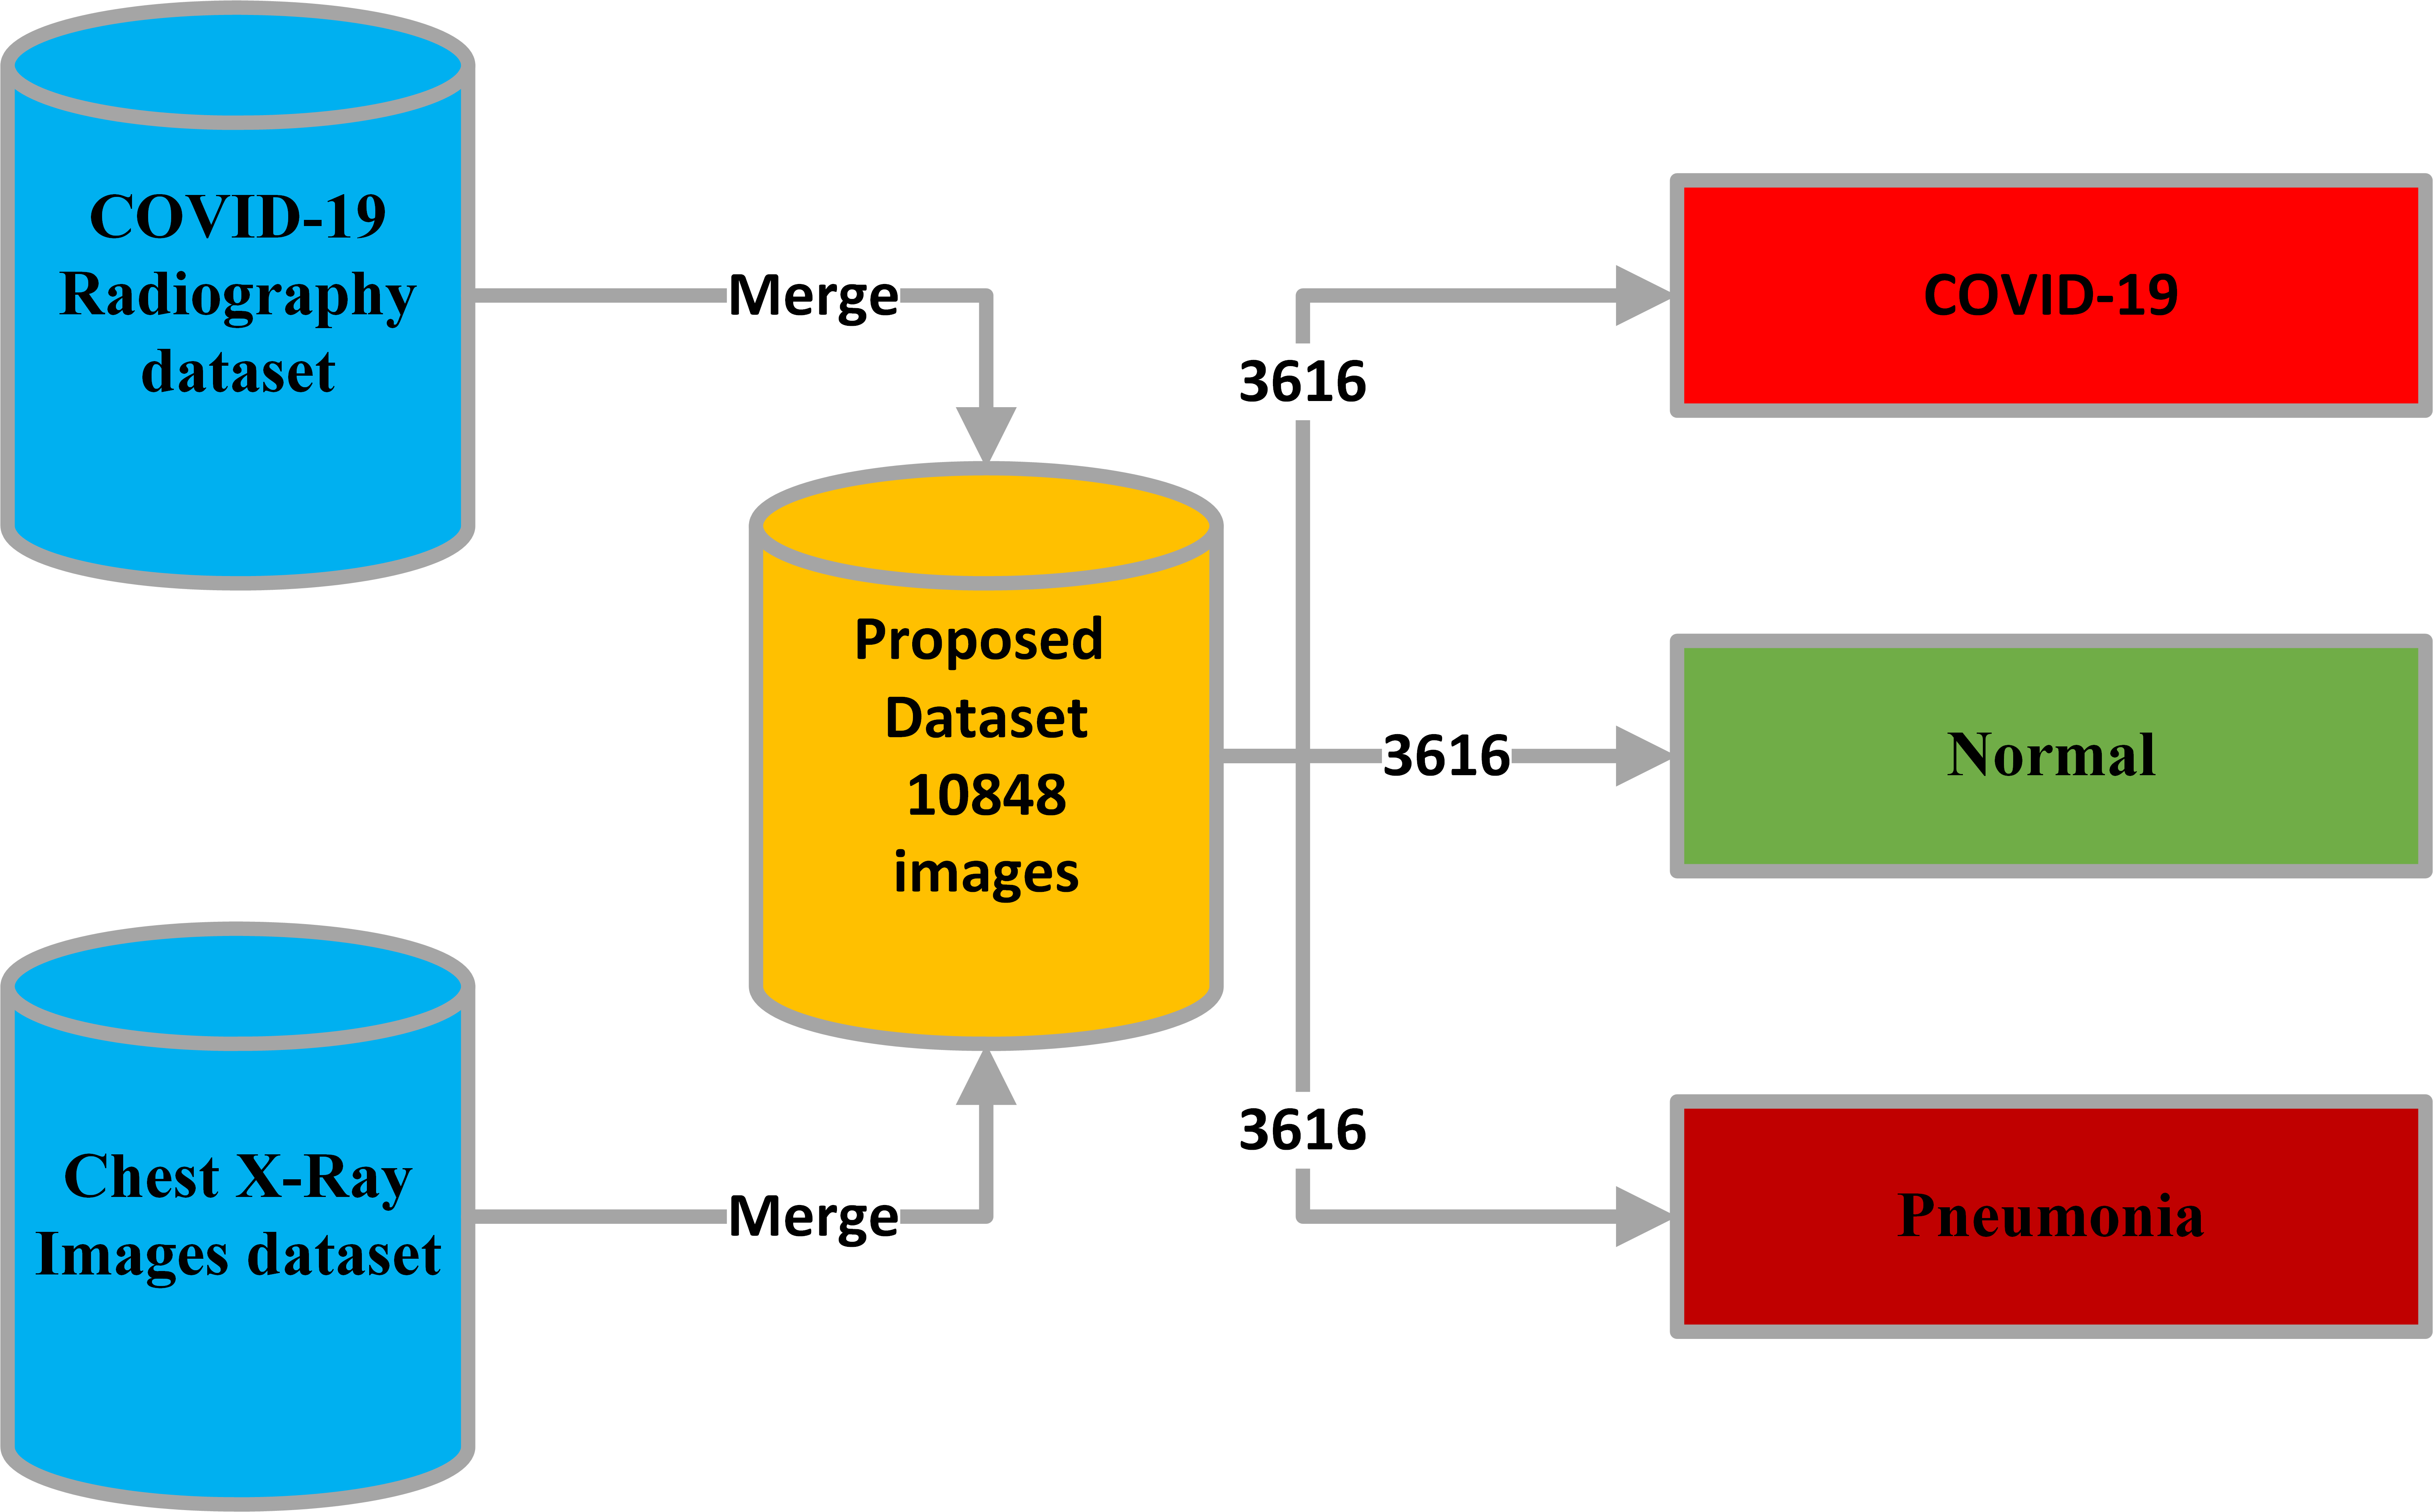 COVID-19
Radiography
dataset
Merge
COVID-19
3616
Proposed
Dataset
10848
images
3616
Normal
3616
Chest X-Ray
Images dataset
Merge
Pneumonia